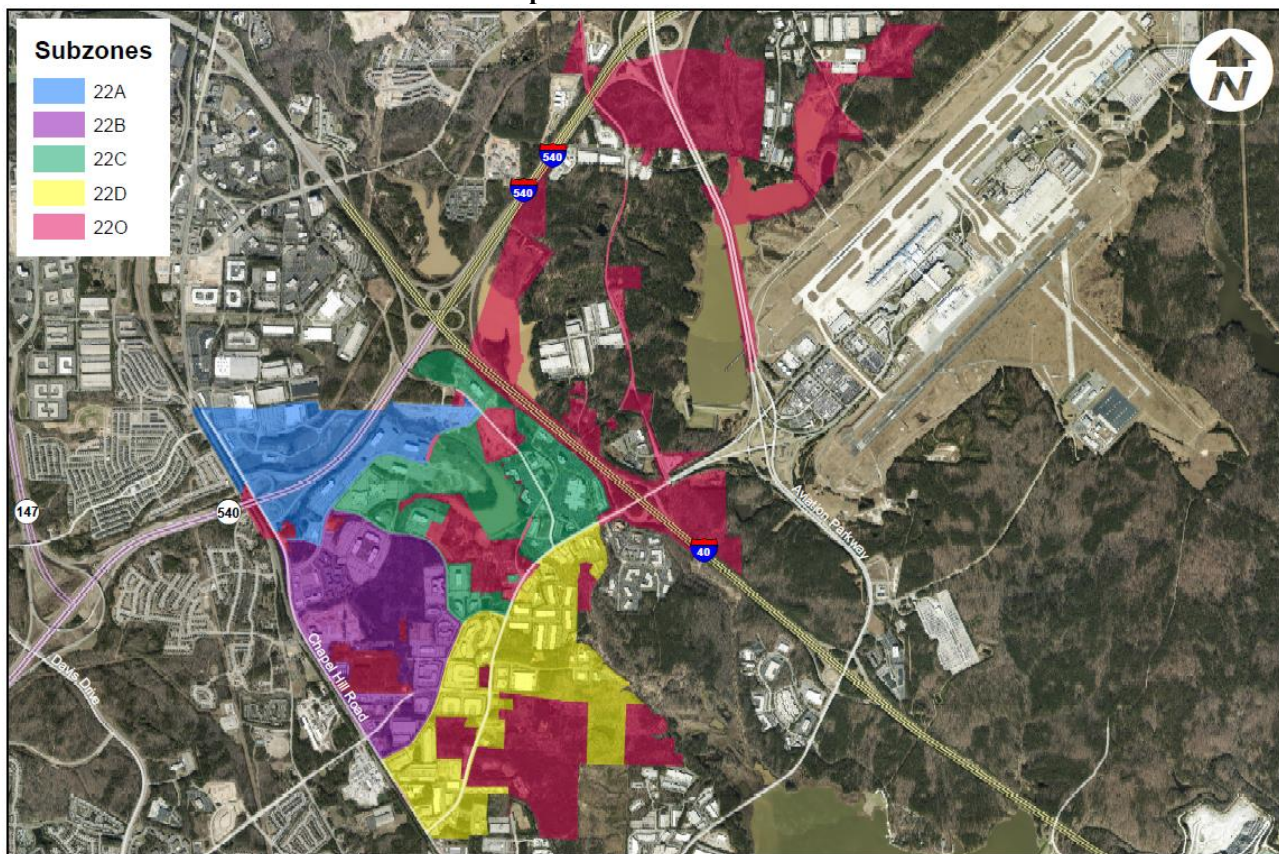 Subzones
22A
22B
22C
22D
22O
N
540
540
147
540
40
Aviation Parkway
Chapel Hill Road
Davis Drive